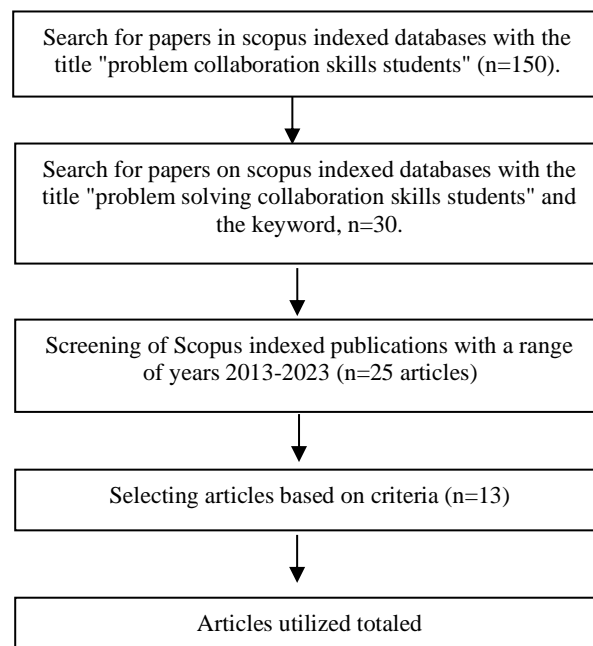 Search for papers in scopus indexed databases with the
title "problem collaboration skills students" (n=150).
Search for papers on scopus indexed databases with the
title "problem solving collaboration skills students" and
the keyword, n=30.
Screening of Scopus indexed publications with a range
of years 2013-2023 (n=25 articles)
Selecting articles based on criteria (n=13)
Articles utilized totaled